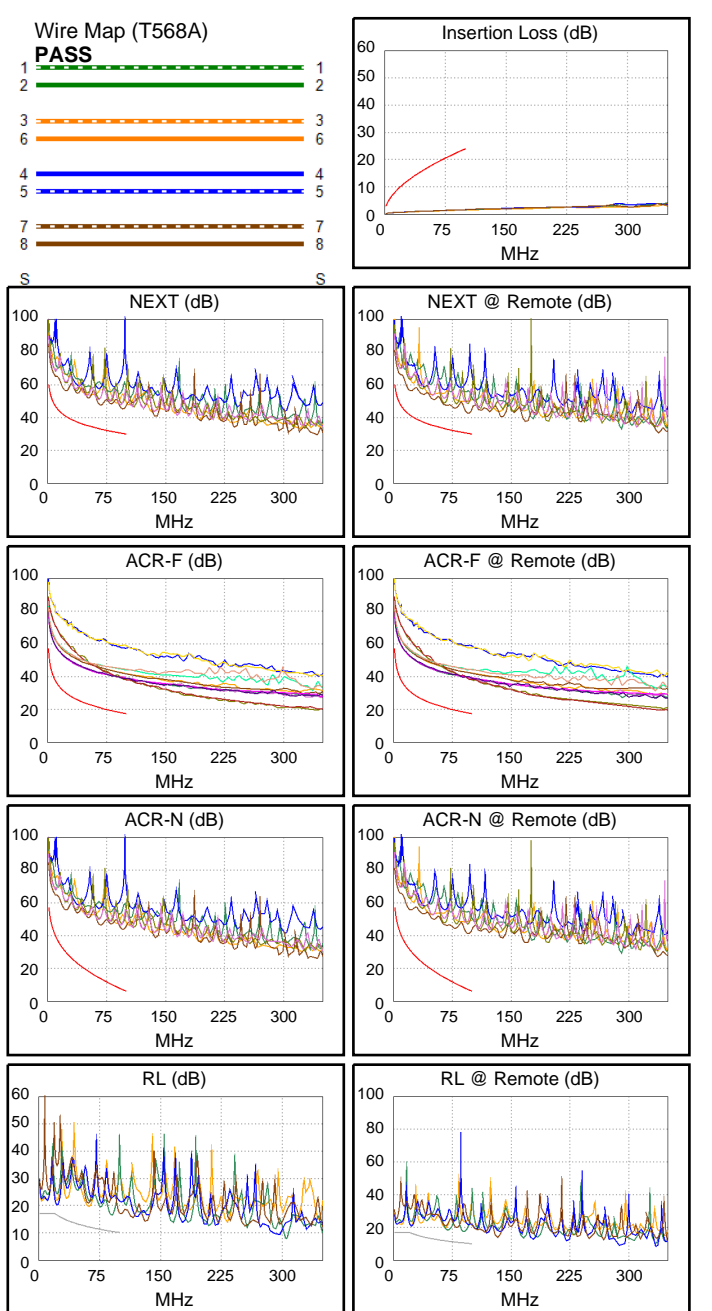 Wire Map (T568A)
PASS
1 1
2 2
3 3
6 6
4 4
5 5
7 7
8 8
S S
Insertion Loss (dB)
60
50
40
30
20
10
0
0 75 150 225 300
MHz
NEXT (dB)
100
80
60
40
20
0
0 75 150 225 300
MHz
NEXT @ Remote (dB)
100
80
60
40
20
0
0 75 150 225 300
MHz
ACR-F (dB)
100
80
60
40
20
0
0 75 150 225 300
MHz
ACR-F @ Remote (dB)
100
80
60
40
20
0
0 75 150 225 300
MHz
ACR-N (dB)
100
80
60
40
20
0
0 75 150 225 300
MHz
ACR-N @ Remote (dB)
100
80
60
40
20
0
0 75 150 225 300
MHz
RL (dB)
60
50
40
30
20
10
0
0 75 150 225 300
MHz
RL @ Remote (dB)
100
80
60
40
20
0
0 75 150 225 300
MHz